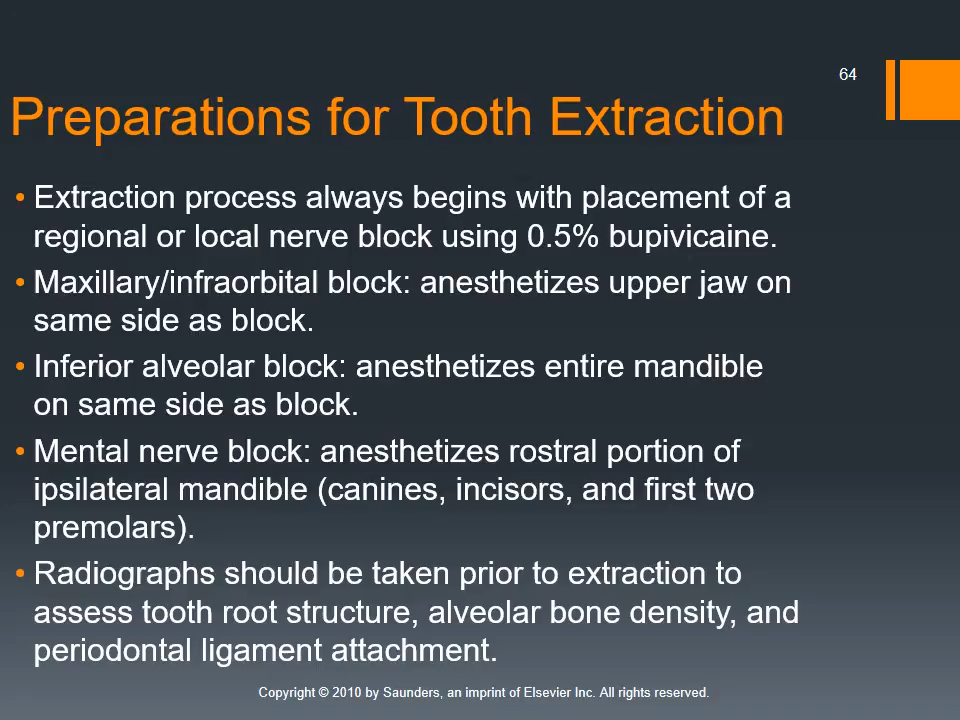 64
Preparations for Tooth Extraction
• Extraction process always begins with placement of a
regional or local nerve block using 0.5% bupivicaine.
• Maxillary/infraorbital block: anesthetizes upper jaw on
same side as block.
• Inferior alveolar block: anesthetizes entire mandible
on same side as block.
• Mental nerve block: anesthetizes rostral portion of
ipsilateral mandible (canines, incisors, and first two
premolars).
• Radiographs should be taken prior to extraction to
assess tooth root structure, alveolar bone density, and
periodontal ligament attachment.
Copyright © 2010 by Saunders, an imprint of Elsevier Inc. All rights reserved.